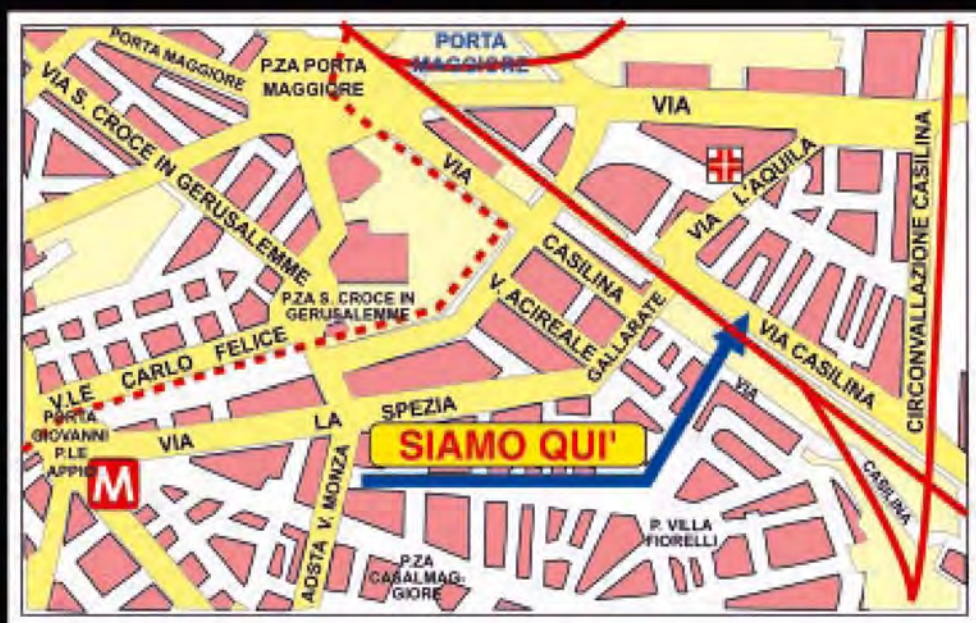 PORTA MAGGIORE
P.ZA PORTA
MAGGIORE
PORTA
MAGGIORE
VIA
VIA S. CROCE IN GERUSALEMME
VIA
VIA L'AQUILA
CIRCONVALLAZIONE CASILINA
CASILINA
P.ZA S. CROCE IN
GERUSALEMME
V. ACIREALE
GALLARATE
VIA CASILINA
V.LE CARLO FELICE
VIA
PORTA
GIOVANNI
P.LE
APPIO
VIA LA SPEZIA
SIAMO QUI'
M
AOSTA V. MONZA
CASILINA
P. VILLA
FIORELLI
P.ZA
CASALMAG-
GIORE